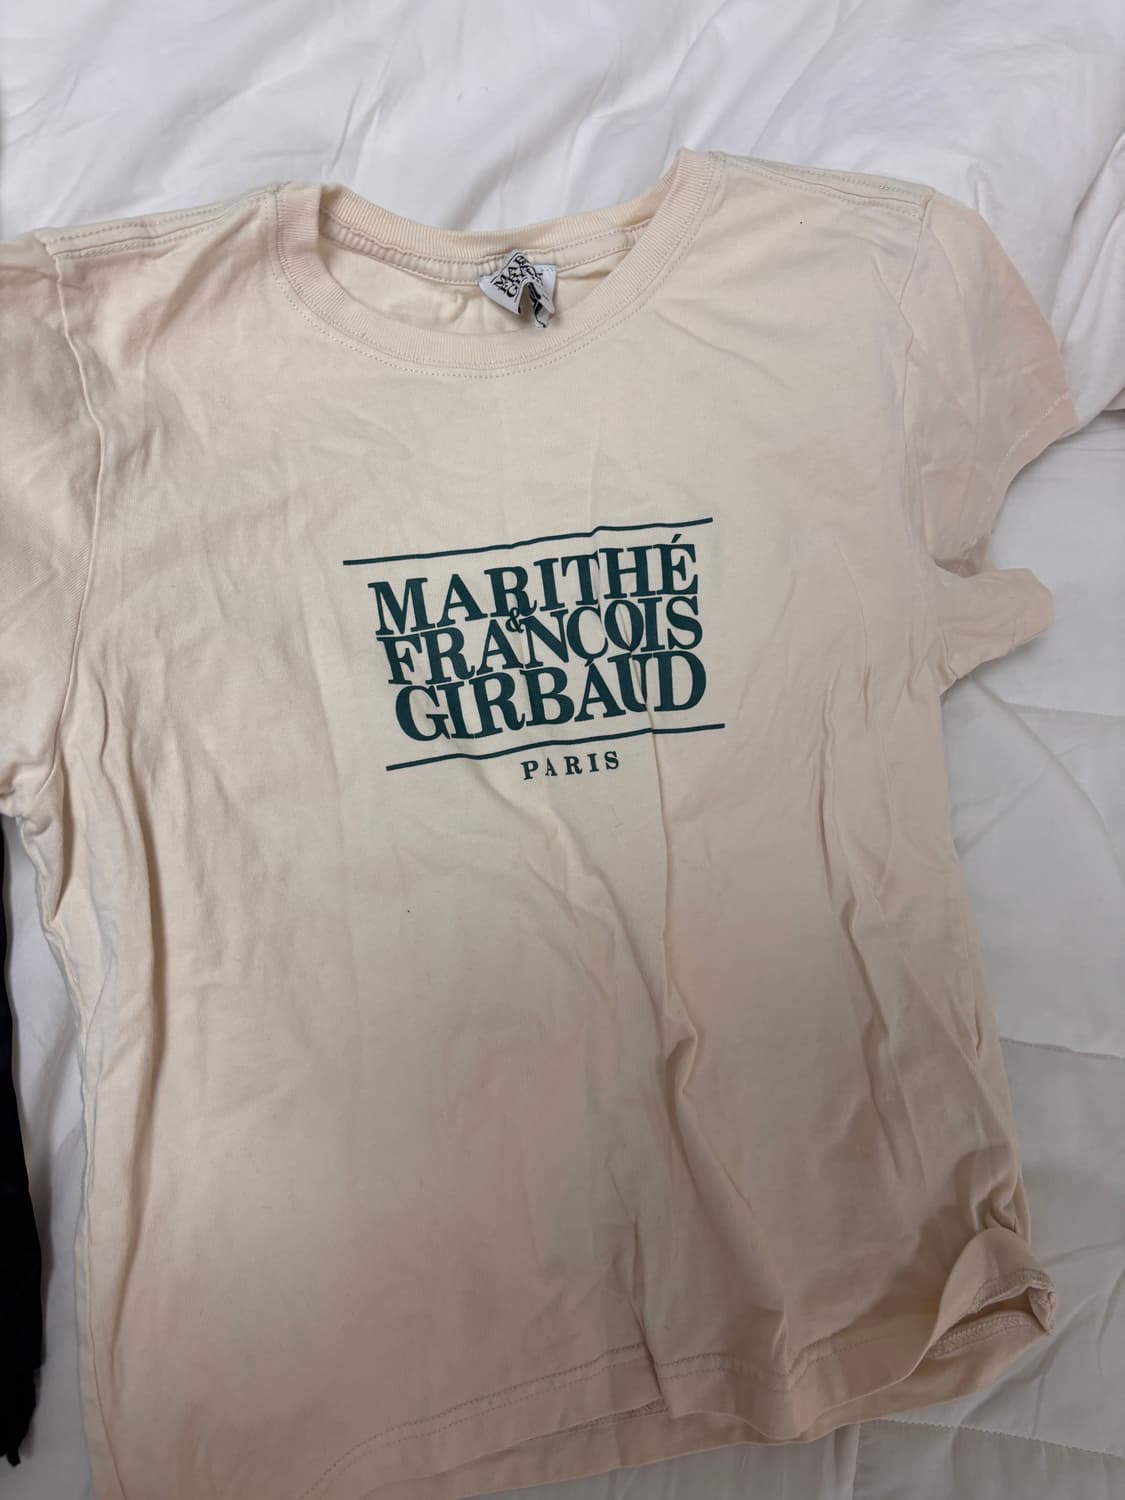 MARITHÉ
&
FRANÇOIS
GIRBAUD
PARIS